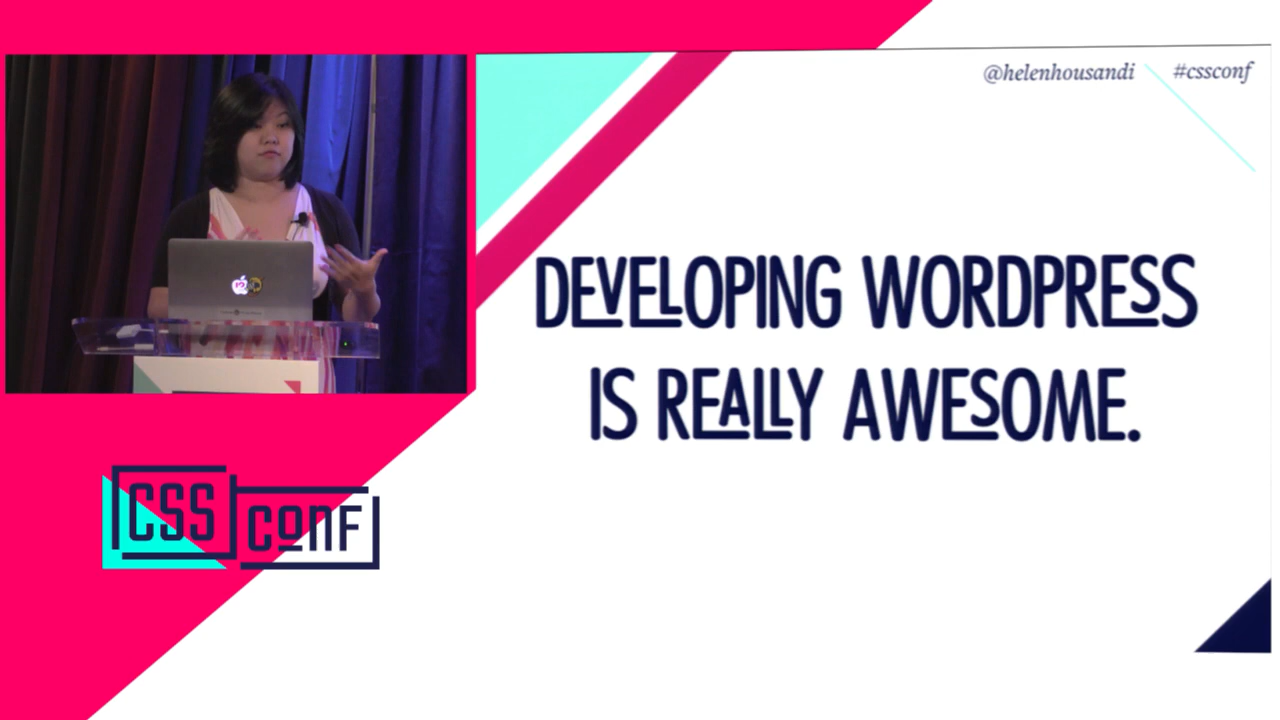 @helenhousandi #cssconf
DEVELOPING WORDPRESS
IS REALLY AWESOME.
CSS
CONF